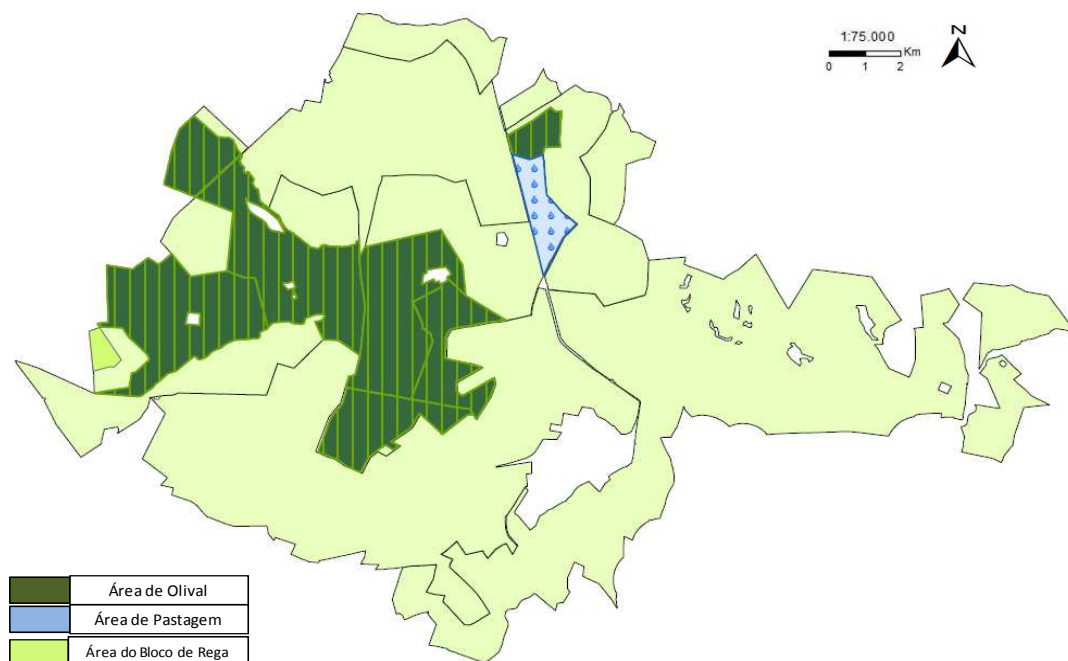 N
1:75.000
Km
0 1 2
Área de Olival
Área de Pastagem
Área do Bloco de Rega